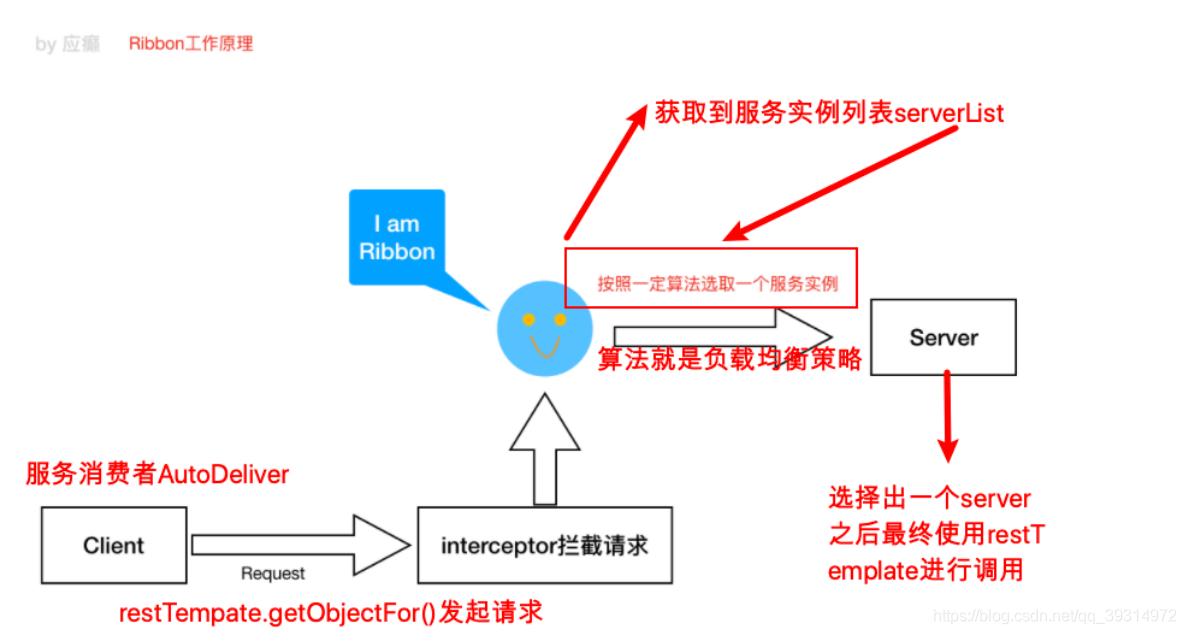 by 应癫 Ribbon工作原理
获取到服务实例列表serverList
I am
Ribbon
按照一定算法选取一个服务实例
Server
算法就是负载均衡策略
服务消费者AutoDeliver
选择出一个server
之后最终使用restT
emplate进行调用
Client
interceptor拦截请求
Request
restTempate.getObjectFor()发起请求
https://blog.csdn.net/qq_39314972